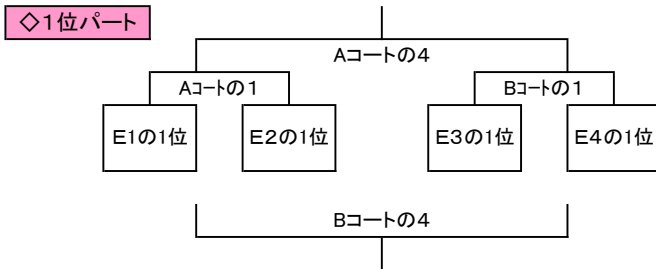 ◇1位パート
Aコートの4
Aコートの1
Bコートの1
E1の1位
E2の1位
E3の1位
E4の1位
Bコートの4